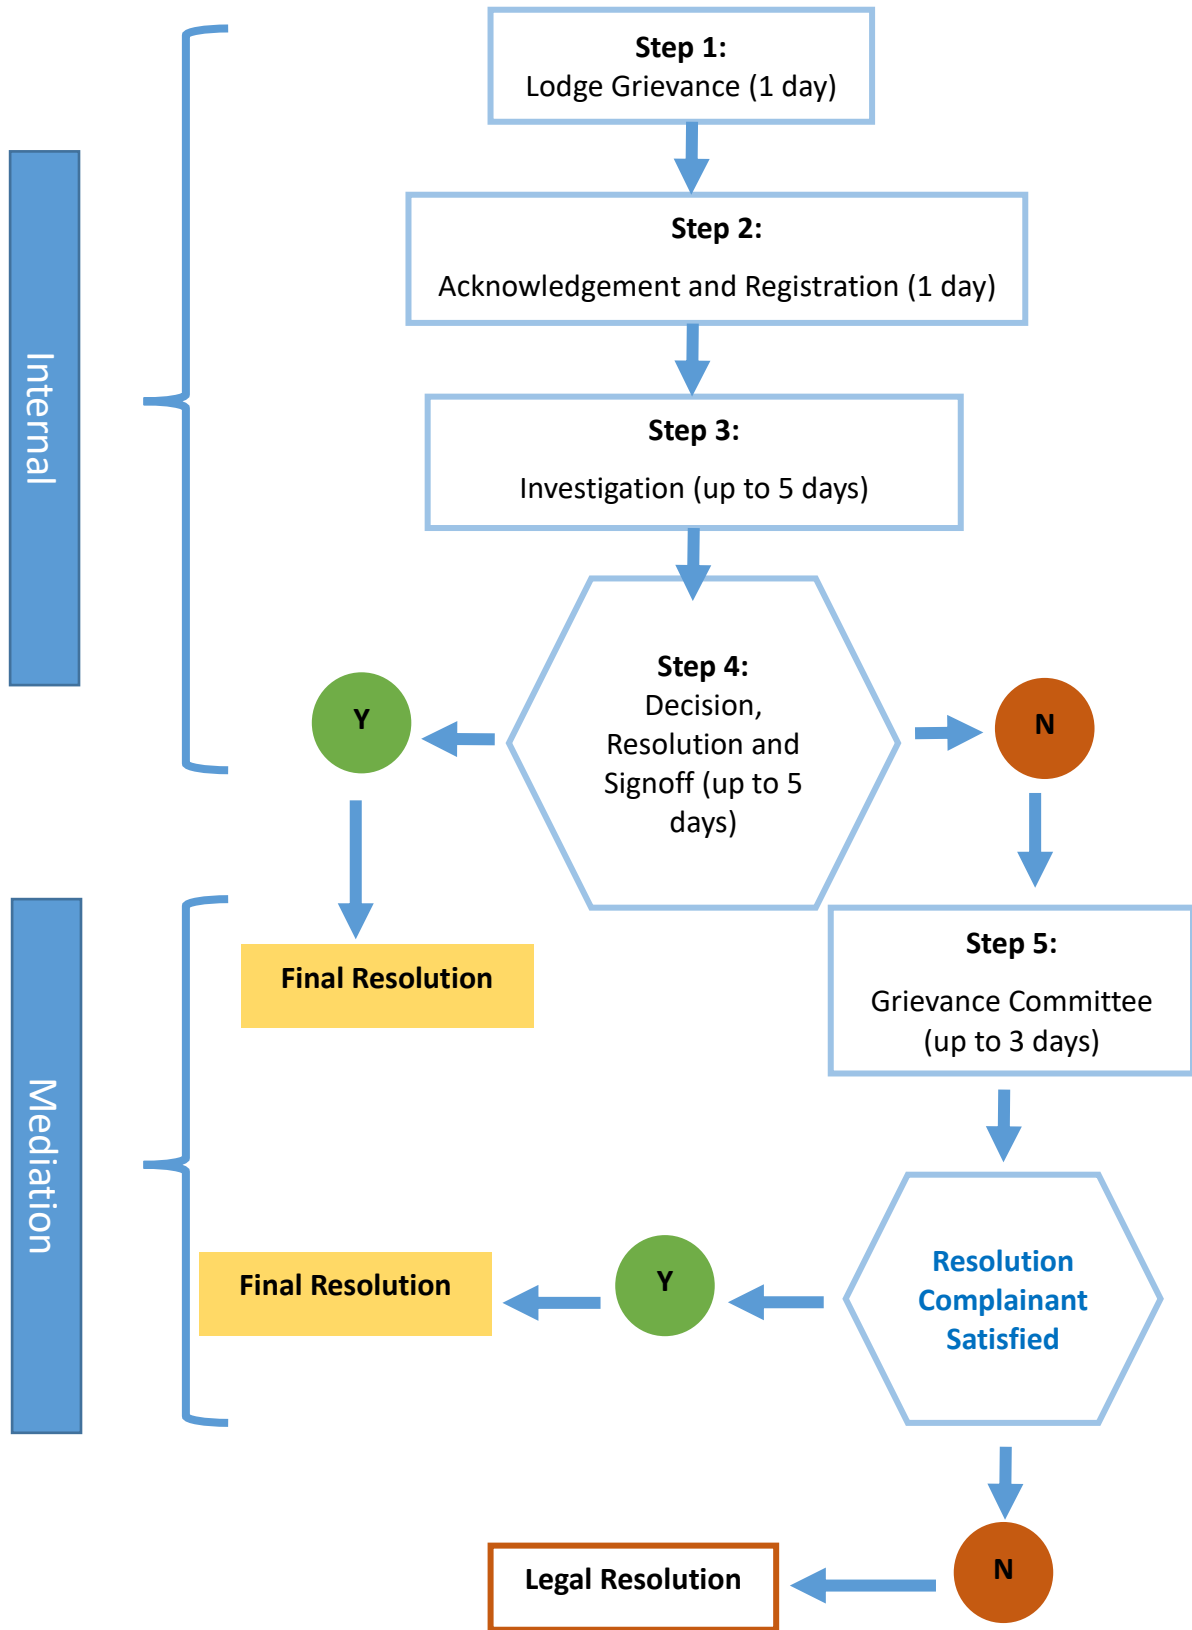 Step 1:
Lodge Grievance (1 day)
Step 2:
Acknowledgement and Registration (1 day)
Internal
Step 3:
Investigation (up to 5 days)
Step 4:
Decision,
Resolution and
Signoff (up to 5
days)
Y
N
Final Resolution
Step 5:
Grievance Committee
(up to 3 days)
Mediation
Resolution
Complainant
Satisfied
Y
Final Resolution
N
Legal Resolution